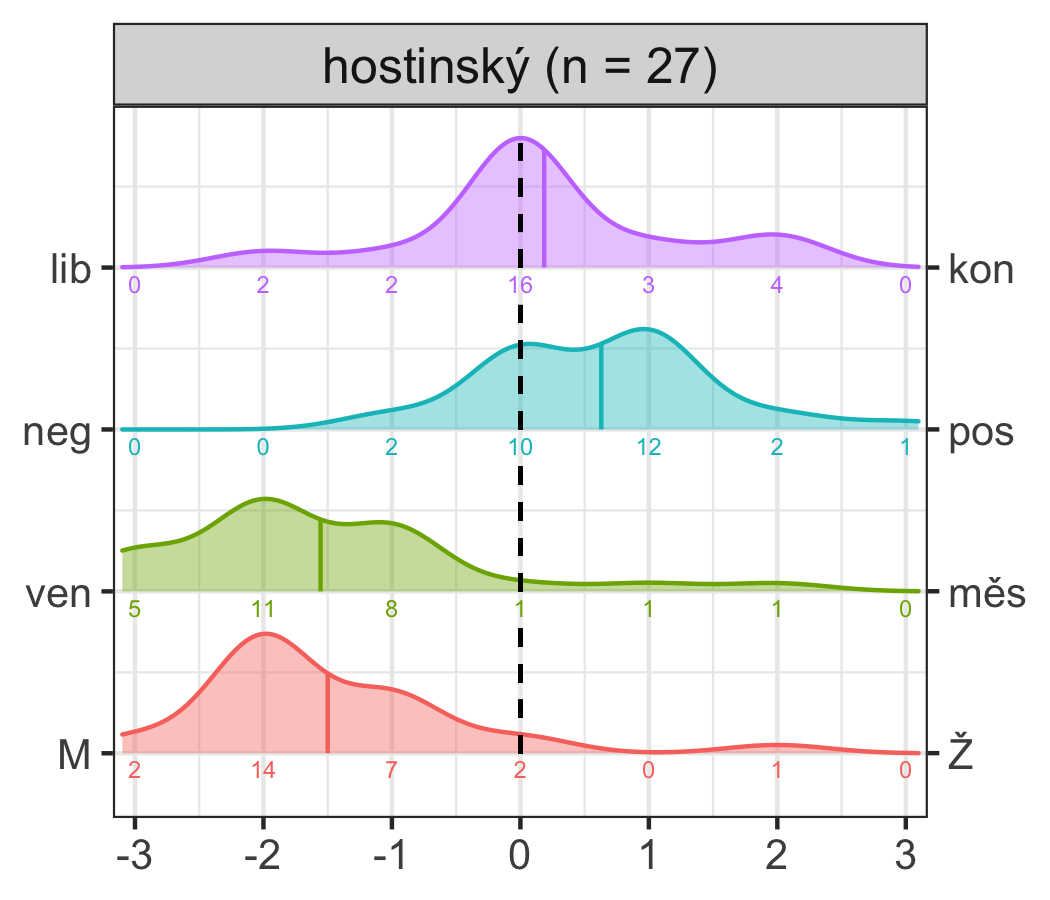 hostinský (n = 27)
lib kon
0 2 2 16 3 4 0
neg pos
0 0 2 10 12 2 1
ven měs
5 11 8 1 1 1 0
M Ž
2 14 7 2 0 1 0
-3 -2 -1 0 1 2 3